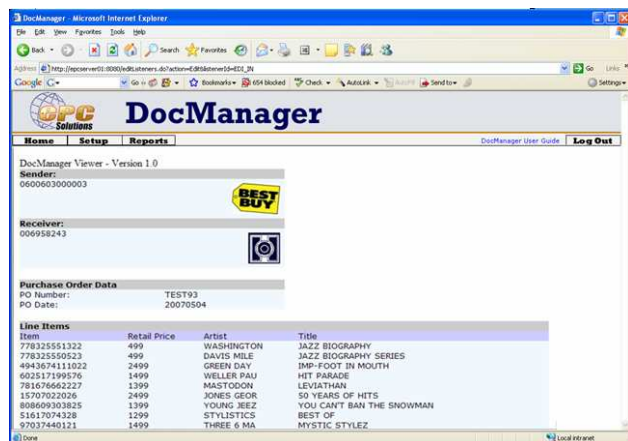 DocManager - Microsoft Internet Explorer
File Edit View Favorites Tools Help
Back Search Favorites
Address http://epcserver01:8080/editListeners.do?action=Edit&listenerId=EDI_IN Go Links
Google G Go Bookmarks 654 blocked Check AutoLink AutoFill Send to Settings
EPC Solutions DocManager
Home Setup Reports DocManager User Guide Log Out
DocManager Viewer - Version 1.0
Sender:
0600603000003
BEST BUY
Receiver:
006958243
Purchase Order Data
PO Number: TEST93
PO Date: 20070504
Line Items
Item Retail Price Artist Title
778325551322 499 WASHINGTON JAZZ BIOGRAPHY
778325550523 499 DAVIS MILE JAZZ BIOGRAPHY SERIES
4943674111022 2499 GREEN DAY IMP-FOOT IN MOUTH
602517199576 1499 WELLER PAU HIT PARADE
781676662227 1399 MASTODON LEVIATHAN
15707022026 2499 JONES GEOR 50 YEARS OF HITS
808609303825 1399 YOUNG JEEZ YOU CAN'T BAN THE SNOWMAN
51617074328 1299 STYLISTICS BEST OF
97037440121 1499 THREE 6 MA MYSTIC STYLEZ
Done Local intranet